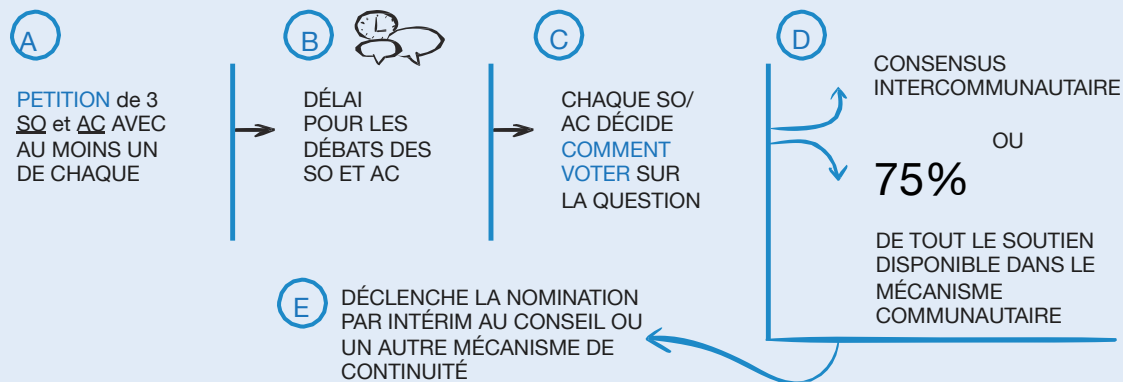 A
PETITION de 3
SO et AC AVEC
AU MOINS UN
DE CHAQUE
B
DÉLAI
POUR LES
DÉBATS DES
SO ET AC
C
CHAQUE SO/
AC DÉCIDE
COMMENT
VOTER SUR
LA QUESTION
D
CONSENSUS
INTERCOMMUNAUTAIRE
OU
75%
DE TOUT LE SOUTIEN
DISPONIBLE DANS LE
MÉCANISME
COMMUNAUTAIRE
E
DÉCLENCHE LA NOMINATION
PAR INTÉRIM AU CONSEIL OU
UN AUTRE MÉCANISME DE
CONTINUITÉ